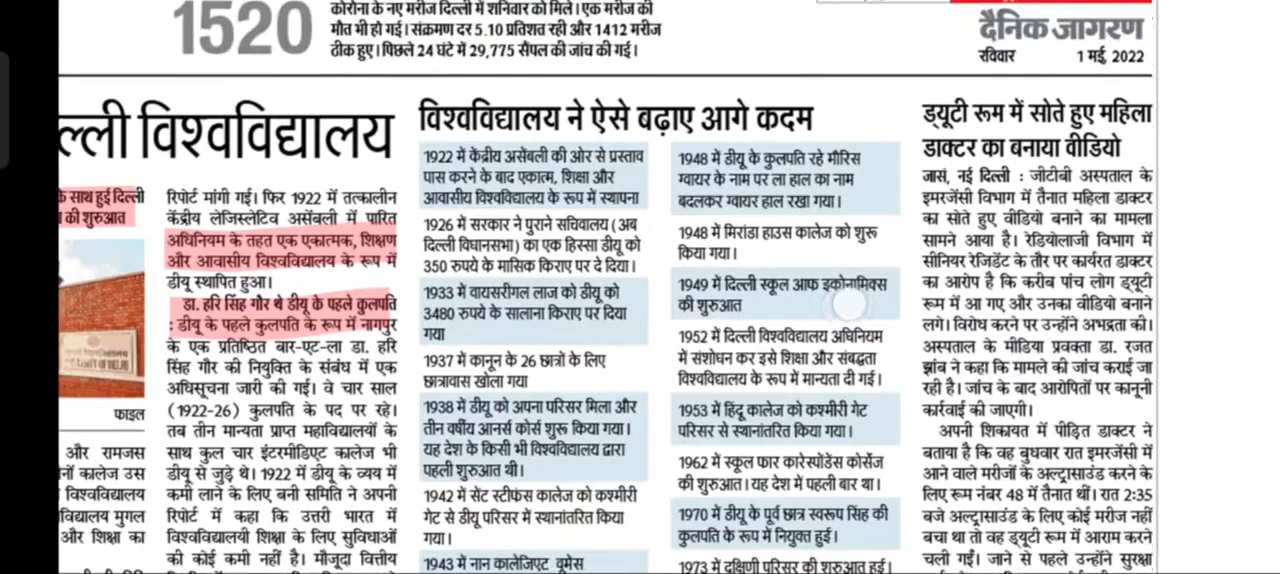 1520
कोरोना के नए मरीज दिल्ली में शनिवार को मिले। एक मरीज की
मौत भी हो गई। संक्रमण दर 5.10 प्रतिशत रही और 1412 मरीज
ठीक हुए। पिछले 24 घंटे में 29,775 सैंपल की जांच की गई।
दैनिक जागरण
रविवार 1 मई, 2022
ल्ली विश्वविद्यालय
के साथ हुई दिल्ली
की शुरुआत
फाइल
और रामजस
कालेज उस
विश्वविद्यालय
विद्यालय मुगल
और शिक्षा का
रिपोर्ट मांगी गई। फिर 1922 में तत्कालीन
केंद्रीय लेजिस्लेटिव असेंबली में पारित
अधिनियम के तहत एक एकात्मक, शिक्षण
और आवासीय विश्वविद्यालय के रूप में
डीयू स्थापित हुआ।
डा. हरि सिंह गौर थे डीयू के पहले कुलपति
: डीयू के पहले कुलपति के रूप में नागपुर
के एक प्रतिष्ठित बार-एट-ला डा. हरि
सिंह गौर की नियुक्ति के संबंध में एक
अधिसूचना जारी की गई। वे चार साल
(1922-26) कुलपति के पद पर रहे।
तब तीन मान्यता प्राप्त महाविद्यालयों के
साथ कुल चार इंटरमीडिएट कालेज भी
डीयू से जुड़े थे। 1922 में डीयू के व्यय में
कमी लाने के लिए बनी समिति ने अपनी
रिपोर्ट में कहा कि उत्तरी भारत में
विश्वविद्यालयी शिक्षा के लिए सुविधाओं
की कोई कमी नहीं है। मौजूदा वित्तीय
विश्वविद्यालय ने ऐसे बढ़ाए आगे कदम
1922 में केंद्रीय असेंबली की ओर से प्रस्ताव
पास करने के बाद एकात्म, शिक्षा और
आवासीय विश्वविद्यालय के रूप में स्थापना
1926 में सरकार ने पुराने सचिवालय (अब
दिल्ली विधानसभा) का एक हिस्सा डीयू को
350 रुपये के मासिक किराए पर दे दिया।
1933 में वायसरीगल लाज को डीयू को
3480 रुपये के सालाना किराए पर दिया
गया
1937 में कानून के 26 छात्रों के लिए
छात्रावास खोला गया
1938 में डीयू को अपना परिसर मिला और
तीन वर्षीय आनर्स कोर्स शुरू किया गया।
यह देश के किसी भी विश्वविद्यालय द्वारा
पहली शुरुआत थी।
1942 में सेंट स्टीफंस कालेज को कश्मीरी
गेट से डीयू परिसर में स्थानांतरित किया
गया।
1943 में नान कालेजिएट वूमेंस
1948 में डीयू के कुलपति रहे मौरिस
ग्वायर के नाम पर ला हाल का नाम
बदलकर ग्वायर हाल रखा गया।
1948 में मिरांडा हाउस कालेज को शुरू
किया गया।
1949 में दिल्ली स्कूल आफ इकोनामिक्स
की शुरुआत
1952 में दिल्ली विश्वविद्यालय अधिनियम
में संशोधन कर इसे शिक्षा और संबद्धता
विश्वविद्यालय के रूप में मान्यता दी गई।
1953 में हिंदू कालेज को कश्मीरी गेट
परिसर से स्थानांतरित किया गया।
1962 में स्कूल फार कारेस्पोंडेंस कोर्सेज
की शुरुआत। यह देश में पहली बार था।
1970 में डीयू के पूर्व छात्र स्वरूप सिंह की
कुलपति के रूप में नियुक्त हुई।
1973 में दक्षिणी परिसर की शुरुआत हुई।
ड्यूटी रूम में सोते हुए महिला
डाक्टर का बनाया वीडियो
जासं, नई दिल्ली : जीटीबी अस्पताल के
इमरजेंसी विभाग में तैनात महिला डाक्टर
का सोते हुए वीडियो बनाने का मामला
सामने आया है। रेडियोलाजी विभाग में
सीनियर रेजिडेंट के तौर पर कार्यरत डाक्टर
का आरोप है कि करीब पांच लोग ड्यूटी
रूम में आ गए और उनका वीडियो बनाने
लगे। विरोध करने पर उन्होंने अभद्रता की।
अस्पताल के मीडिया प्रवक्ता डा. रजत
झांब ने कहा कि मामले की जांच कराई जा
रही है। जांच के बाद आरोपितों पर कानूनी
कार्रवाई की जाएगी।
अपनी शिकायत में पीड़ित डाक्टर ने
बताया है कि वह बुधवार रात इमरजेंसी में
आने वाले मरीजों के अल्ट्रासाउंड करने के
लिए रूम नंबर 48 में तैनात थीं। रात 2:35
बजे अल्ट्रासाउंड के लिए कोई मरीज नहीं
बचा था तो वह ड्यूटी रूम में आराम करने
चली गईं। जाने से पहले उन्होंने सुरक्षा